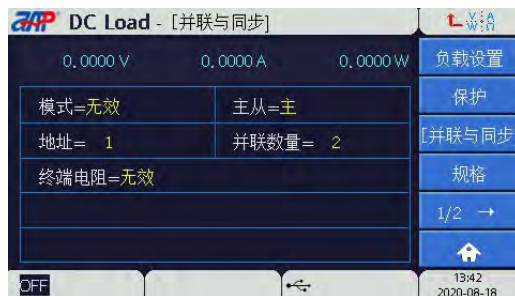 ZAP DC Load - [并联与同步]
0.0000 V 0.0000 A 0.0000 W
模式=无效 主从=主
地址= 1 并联数量= 2
终端电阻=无效
OFF
V A
W Ω
负载设置
保护
[并联与同步
规格
1/2 →
13:42
2020-08-18